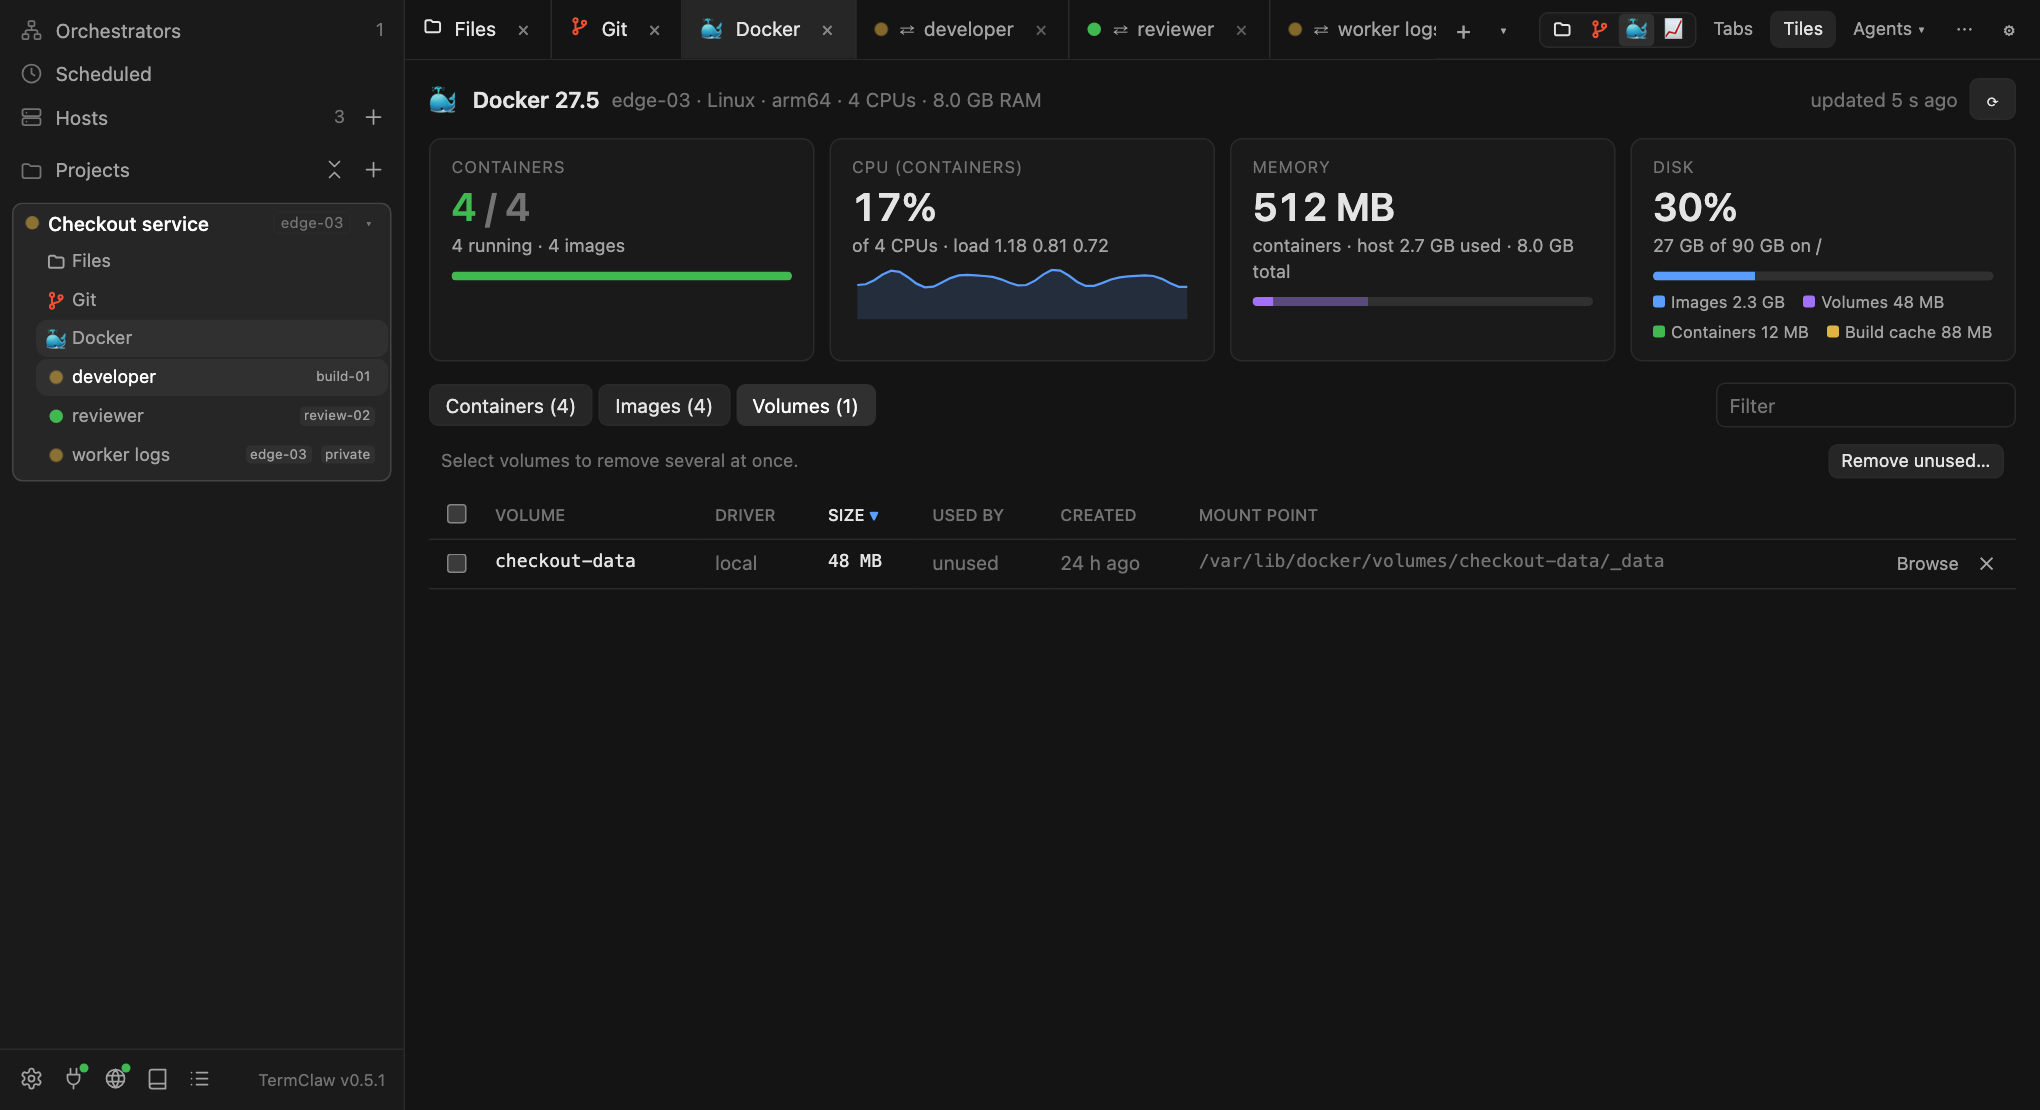 Orchestrators 1
Scheduled
Hosts 3 +
Projects +
Checkout service edge-03
Files
Git
Docker
developer build-01
reviewer review-02
worker logs edge-03 private
TermClaw v0.5.1
Files × Git × Docker × ⇄ developer × ⇄ reviewer × ⇄ worker logs + Tabs Tiles Agents ▾ ···
Docker 27.5 edge-03 · Linux · arm64 · 4 CPUs · 8.0 GB RAM updated 5 s ago
CONTAINERS
4 / 4
4 running · 4 images
CPU (CONTAINERS)
17%
of 4 CPUs · load 1.18 0.81 0.72
MEMORY
512 MB
containers · host 2.7 GB used · 8.0 GB
total
DISK
30%
27 GB of 90 GB on /
Images 2.3 GB Volumes 48 MB
Containers 12 MB Build cache 88 MB
Containers (4) Images (4) Volumes (1) Filter
Select volumes to remove several at once. Remove unused...
VOLUME DRIVER SIZE ▼ USED BY CREATED MOUNT POINT
checkout-data local 48 MB unused 24 h ago /var/lib/docker/volumes/checkout-data/_data Browse ×